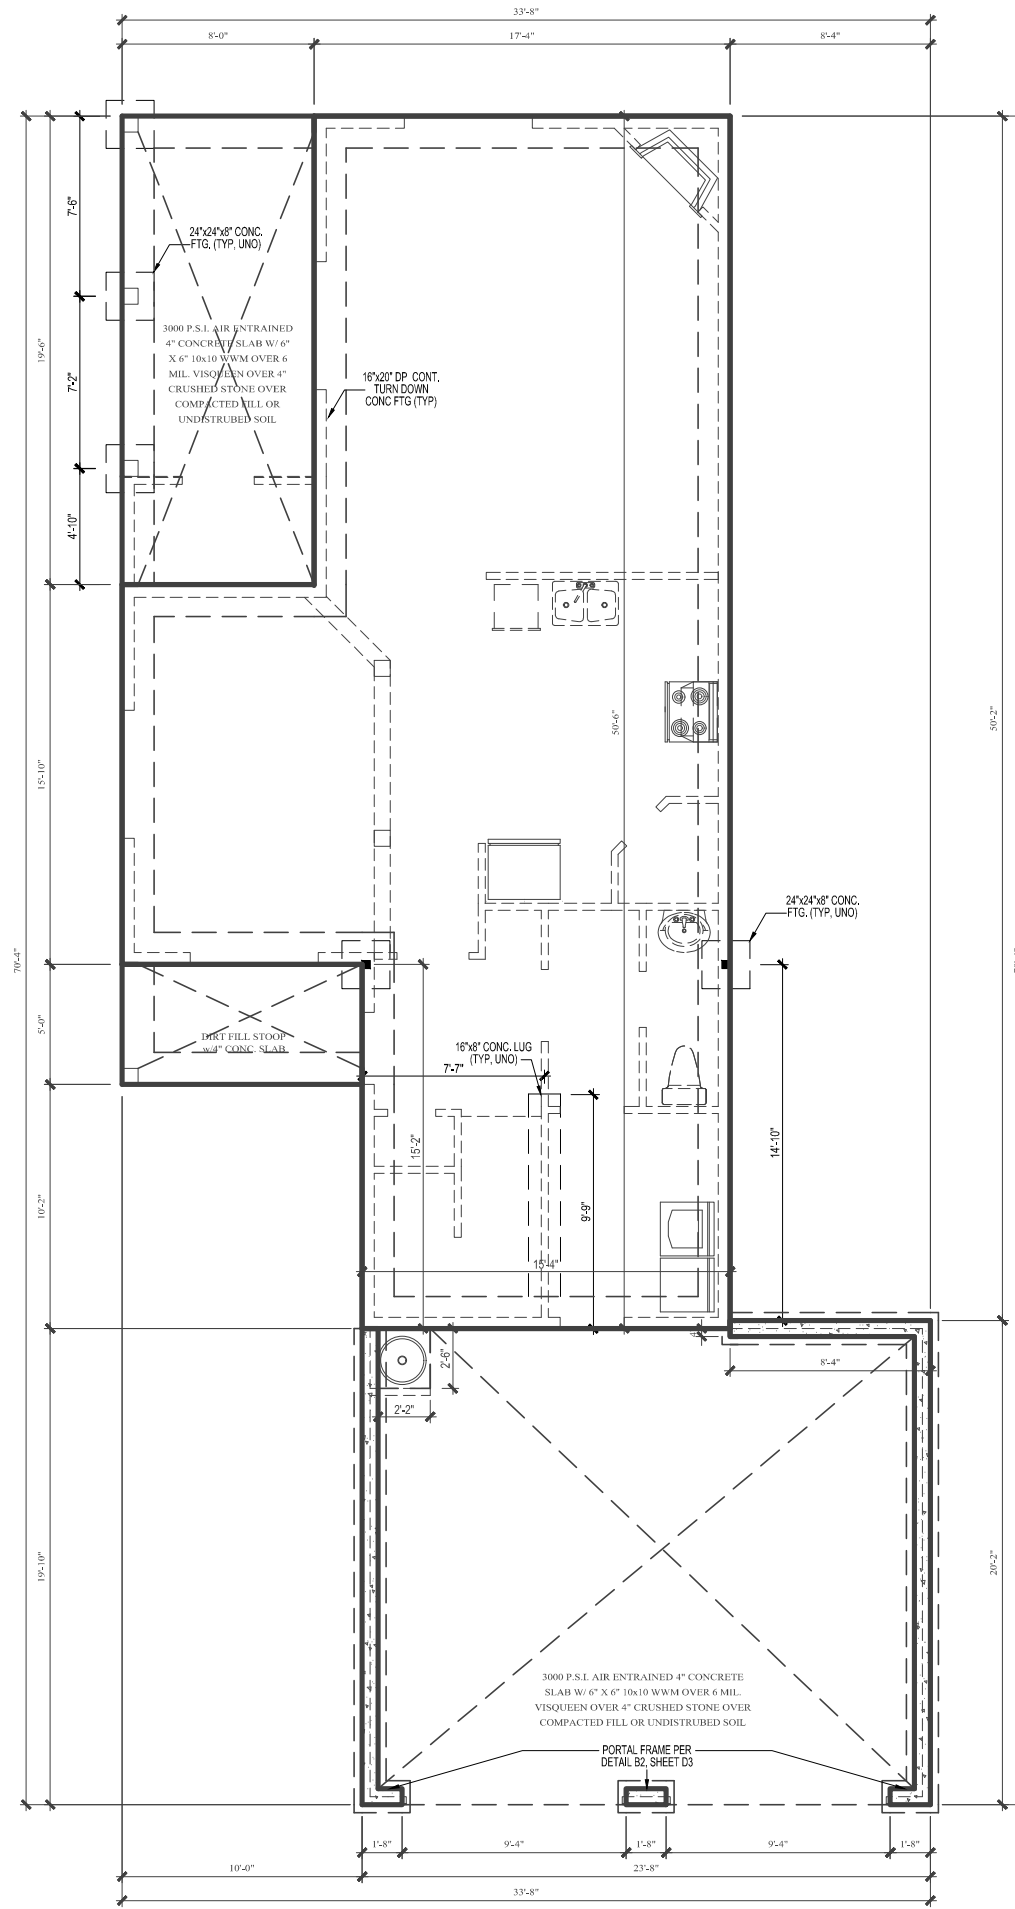 33'-8"
8'-0"
17'-4"
8'-4"
7'-6"
24"x24"x8" CONC.
FTG. (TYP, UNO)
3000 P.S.I. AIR ENTRAINED
4" CONCRETE SLAB W/ 6"
X 6" 10x10 WWM OVER 6
MIL. VISQUEEN OVER 4"
CRUSHED STONE OVER
COMPACTED FILL OR
UNDISTRUBED SOIL
19'-6"
7'-2"
16"x20" DP CONT.
TURN DOWN
CONC FTG (TYP)
4'-10"
50'-6"
50'-2"
15'-10"
24"x24"x8" CONC.
FTG. (TYP, UNO)
70'-4"
5'-0"
DIRT FILL STOOP
w/4" CONC. SLAB
16"x8" CONC. LUG
(TYP, UNO)
7'-7"
15'-2"
14'-10"
10'-2"
9'-9"
15'-4"
4"
2'-6"
8'-4"
2'-2"
19'-10"
20'-2"
3000 P.S.I. AIR ENTRAINED 4" CONCRETE
SLAB W/ 6" X 6" 10x10 WWM OVER 6 MIL.
VISQUEEN OVER 4" CRUSHED STONE OVER
COMPACTED FILL OR UNDISTRUBED SOIL
PORTAL FRAME PER
DETAIL B2, SHEET D3
1'-8"
9'-4"
1'-8"
9'-4"
1'-8"
10'-0"
23'-8"
33'-8"